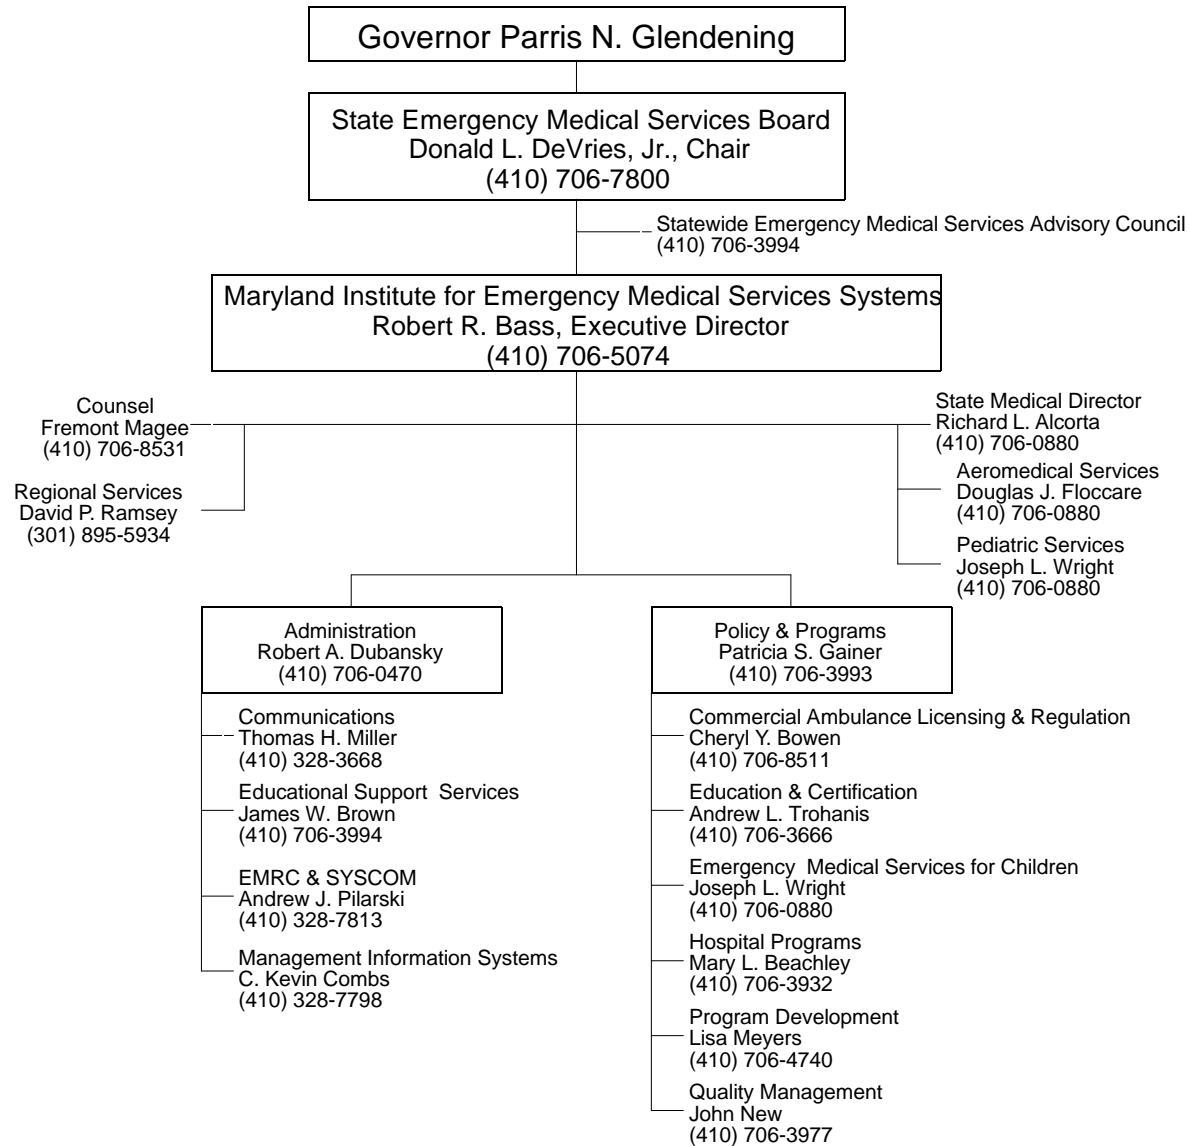 Governor Parris N. Glendening
State Emergency Medical Services Board
Donald L. DeVries, Jr., Chair
(410) 706-7800
Statewide Emergency Medical Services Advisory Council
(410) 706-3994
Maryland Institute for Emergency Medical Services Systems
Robert R. Bass, Executive Director
(410) 706-5074
Counsel
Fremont Magee
(410) 706-8531
Regional Services
David P. Ramsey
(301) 895-5934
State Medical Director
Richard L. Alcorta
(410) 706-0880
Aeromedical Services
Douglas J. Floccare
(410) 706-0880
Pediatric Services
Joseph L. Wright
(410) 706-0880
Administration
Robert A. Dubansky
(410) 706-0470
Communications
Thomas H. Miller
(410) 328-3668
Educational Support Services
James W. Brown
(410) 706-3994
EMRC & SYSCOM
Andrew J. Pilarski
(410) 328-7813
Management Information Systems
C. Kevin Combs
(410) 328-7798
Policy & Programs
Patricia S. Gainer
(410) 706-3993
Commercial Ambulance Licensing & Regulation
Cheryl Y. Bowen
(410) 706-8511
Education & Certification
Andrew L. Trohanis
(410) 706-3666
Emergency Medical Services for Children
Joseph L. Wright
(410) 706-0880
Hospital Programs
Mary L. Beachley
(410) 706-3932
Program Development
Lisa Meyers
(410) 706-4740
Quality Management
John New
(410) 706-3977